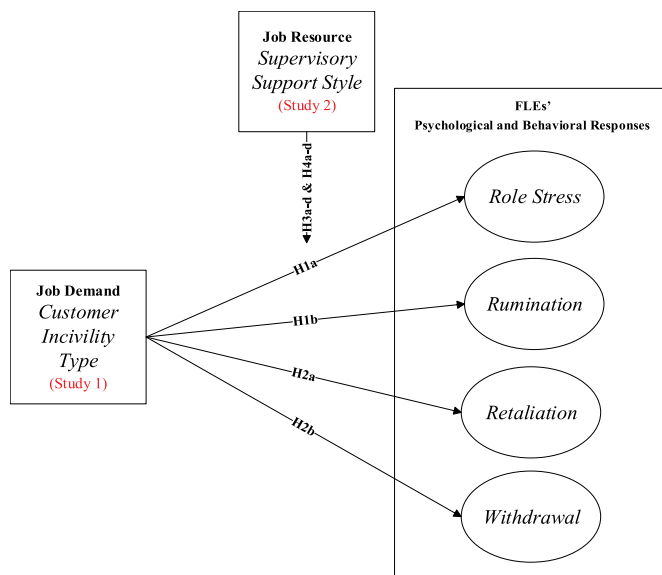 Job Resource
Supervisory
Support Style
(Study 2)
FLEs’
Psychological and Behavioral Responses
H3a-d & H4a-d
Role Stress
H1a
Job Demand
Customer
Incivility
Type
(Study 1)
H1b
Rumination
H2a
Retaliation
H2b
Withdrawal